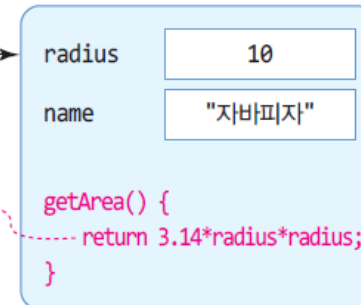 radius 10
name "자바피자"
getArea() {
return 3.14*radius*radius;
}